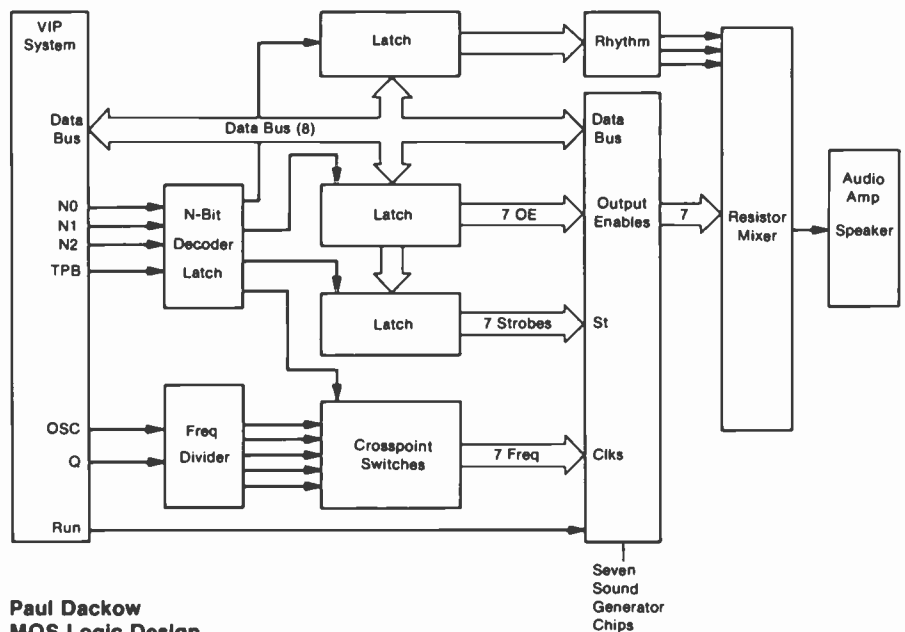 VIP
System
Latch
Rhythm
Data
Bus
Data Bus (8)
Data
Bus
N0
N1
N2
TPB
N-Bit
Decoder
Latch
Latch
7 OE
Output
Enables
7
Resistor
Mixer
Audio
Amp
Speaker
Latch
7 Strobes
St
OSC
Q
Freq
Divider
Crosspoint
Switches
7 Freq
Clks
Run
Seven
Sound
Generator
Chips
Paul Dackow
MOS Logic Design